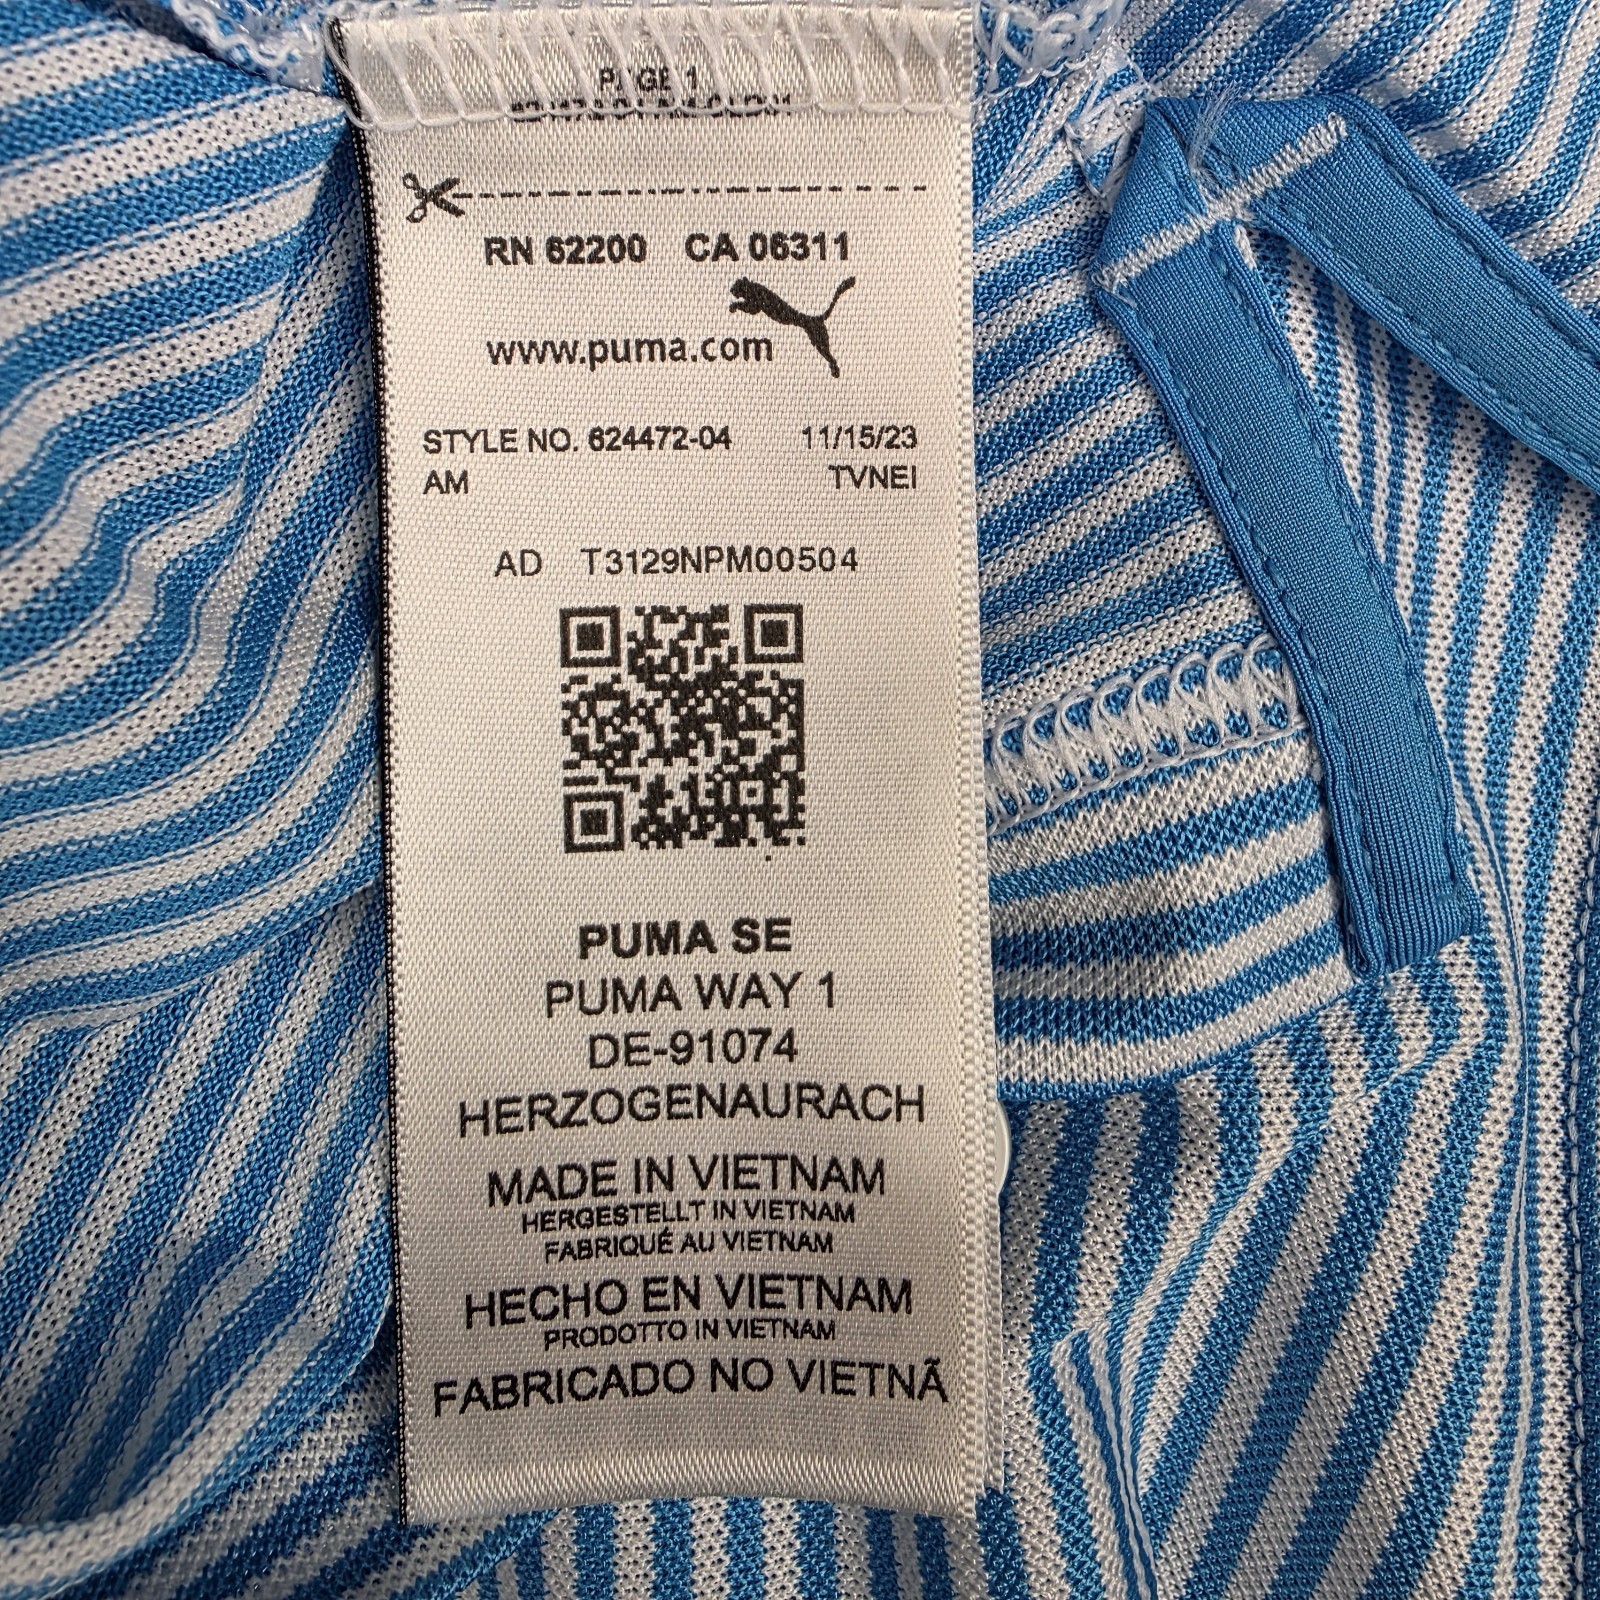 PAGE 1
RN 62200 CA 06311
www.puma.com
STYLE NO. 624472-04 11/15/23
AM TVNEI
AD T3129NPM00504
PUMA SE
PUMA WAY 1
DE-91074
HERZOGENAURACH
MADE IN VIETNAM
HERGESTELLT IN VIETNAM
FABRIQUÉ AU VIETNAM
HECHO EN VIETNAM
PRODOTTO IN VIETNAM
FABRICADO NO VIETNÃ